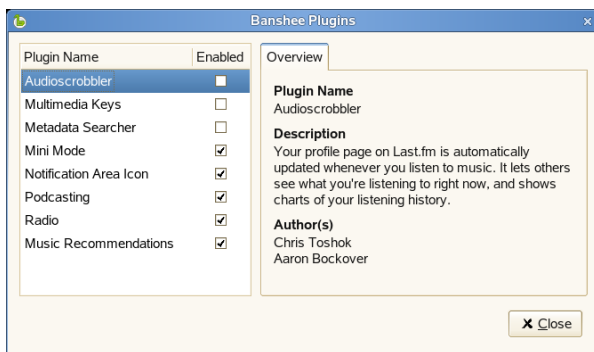 Banshee Plugins
Plugin Name Enabled
Audioscrobbler
Multimedia Keys
Metadata Searcher
Mini Mode
Notification Area Icon
Podcasting
Radio
Music Recommendations
Overview
Plugin Name
Audioscrobbler
Description
Your profile page on Last.fm is automatically
updated whenever you listen to music. It lets others
see what you're listening to right now, and shows
charts of your listening history.
Author(s)
Chris Toshok
Aaron Bockover
Close